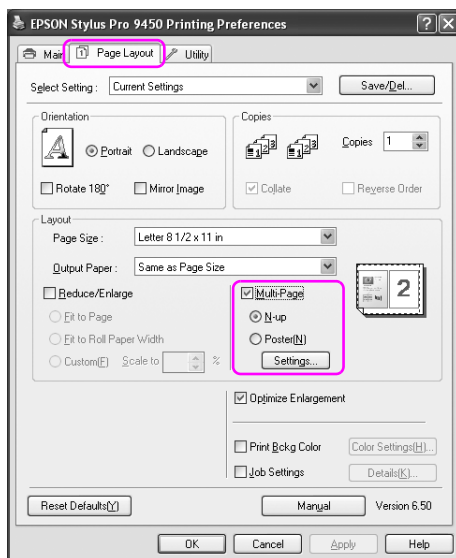 EPSON Stylus Pro 9450 Printing Preferences
Main Page Layout Utility
Select Setting : Current Settings Save/Del...
Orientation
A Portrait Landscape
Rotate 180° Mirror Image
Copies
Copies 1
Collate Reverse Order
Layout
Page Size : Letter 8 1/2 x 11 in
Output Paper : Same as Page Size
Reduce/Enlarge
Fit to Page
Fit to Roll Paper Width
Custom(F) Scale to %
Multi-Page
N-up
Poster(N)
Settings...
2
Optimize Enlargement
Print Bckg Color Color Settings(H)...
Job Settings Details(K)...
Reset Defaults(Y) Manual Version 6.50
OK Cancel Apply Help